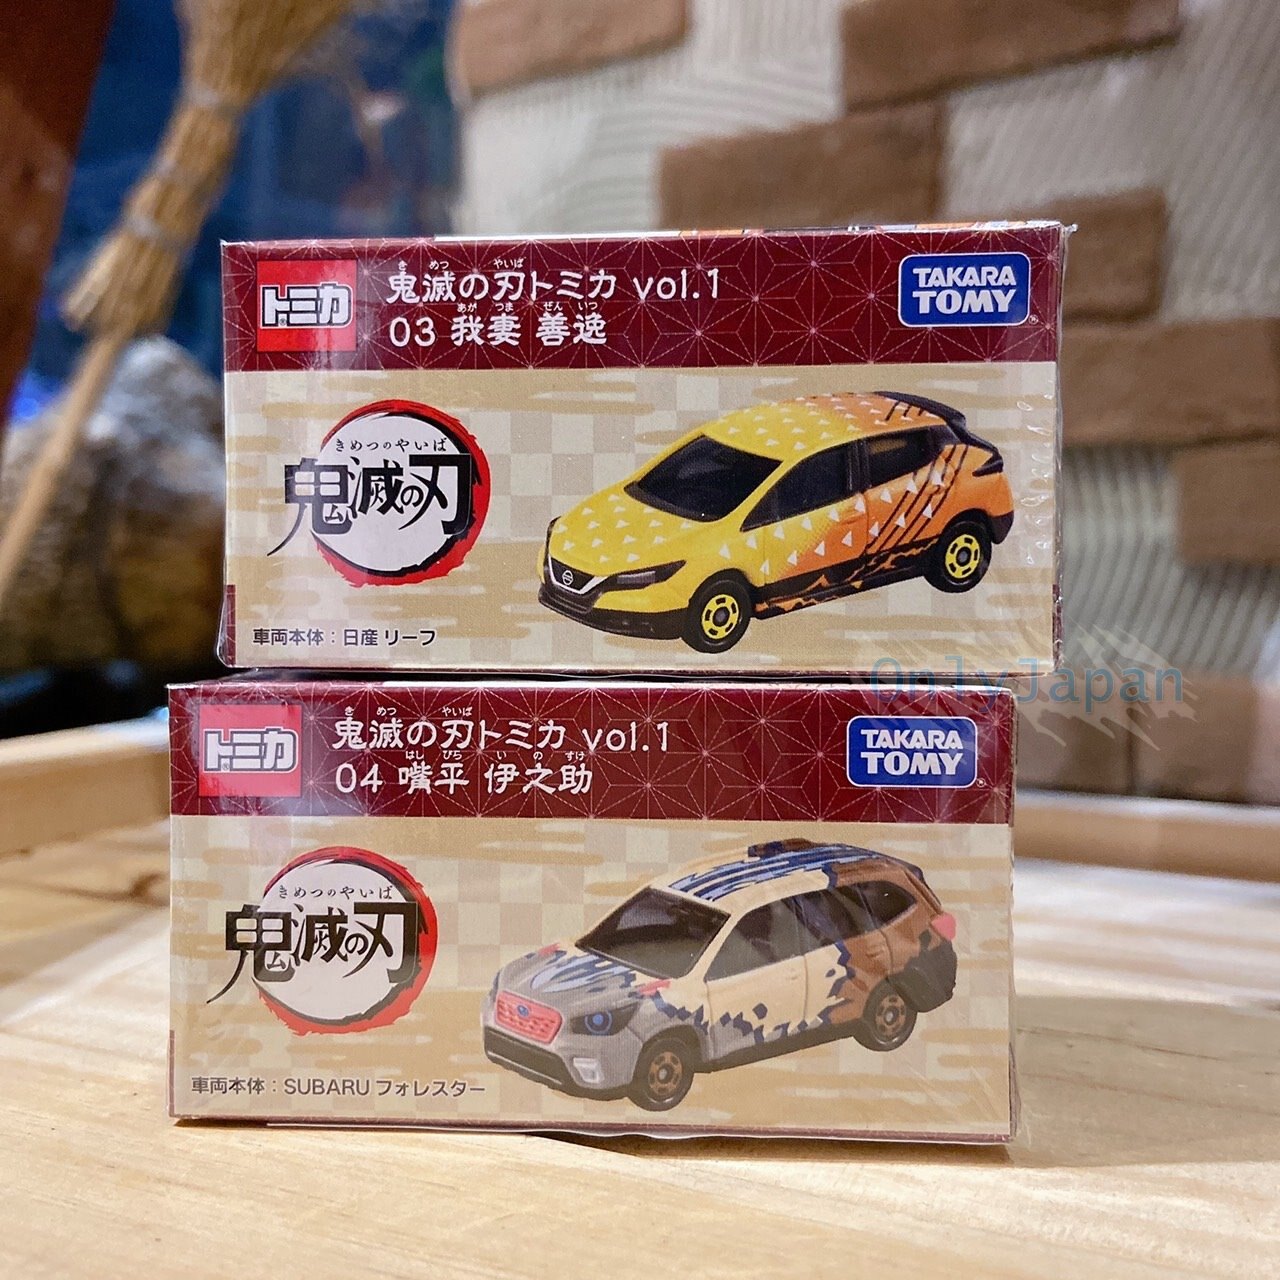 トミカ
き めつ やいば
鬼滅の刃トミカ vol.1
あが つま ぜん いつ
03 我妻 善逸
TAKARA
TOMY
きめつのやいば
鬼滅の刃
車両本体：日産 リーフ
OnlyJapan
トミカ
き めつ やいば
鬼滅の刃トミカ vol.1
はし びら い の すけ
04 嘴平 伊之助
TAKARA
TOMY
きめつのやいば
鬼滅の刃
車両本体：SUBARU フォレスター